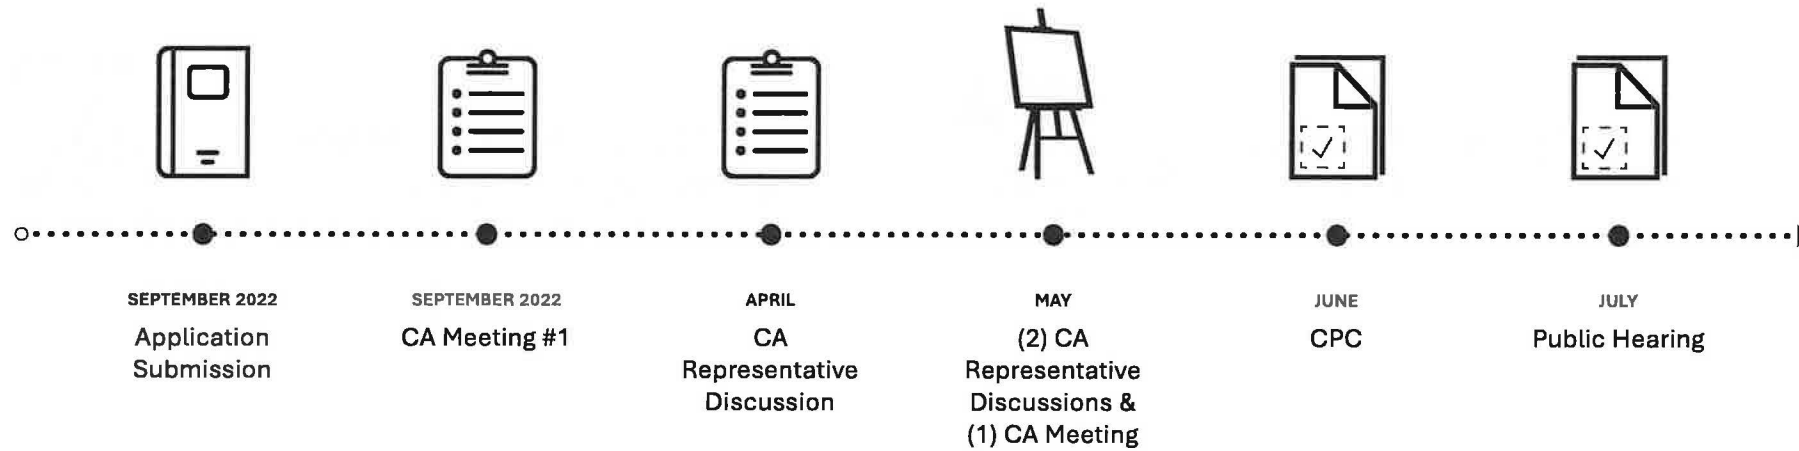 SEPTEMBER 2022
Application
Submission
SEPTEMBER 2022
CA Meeting #1
APRIL
CA
Representative
Discussion
MAY
(2) CA
Representative
Discussions &
(1) CA Meeting
JUNE
CPC
JULY
Public Hearing